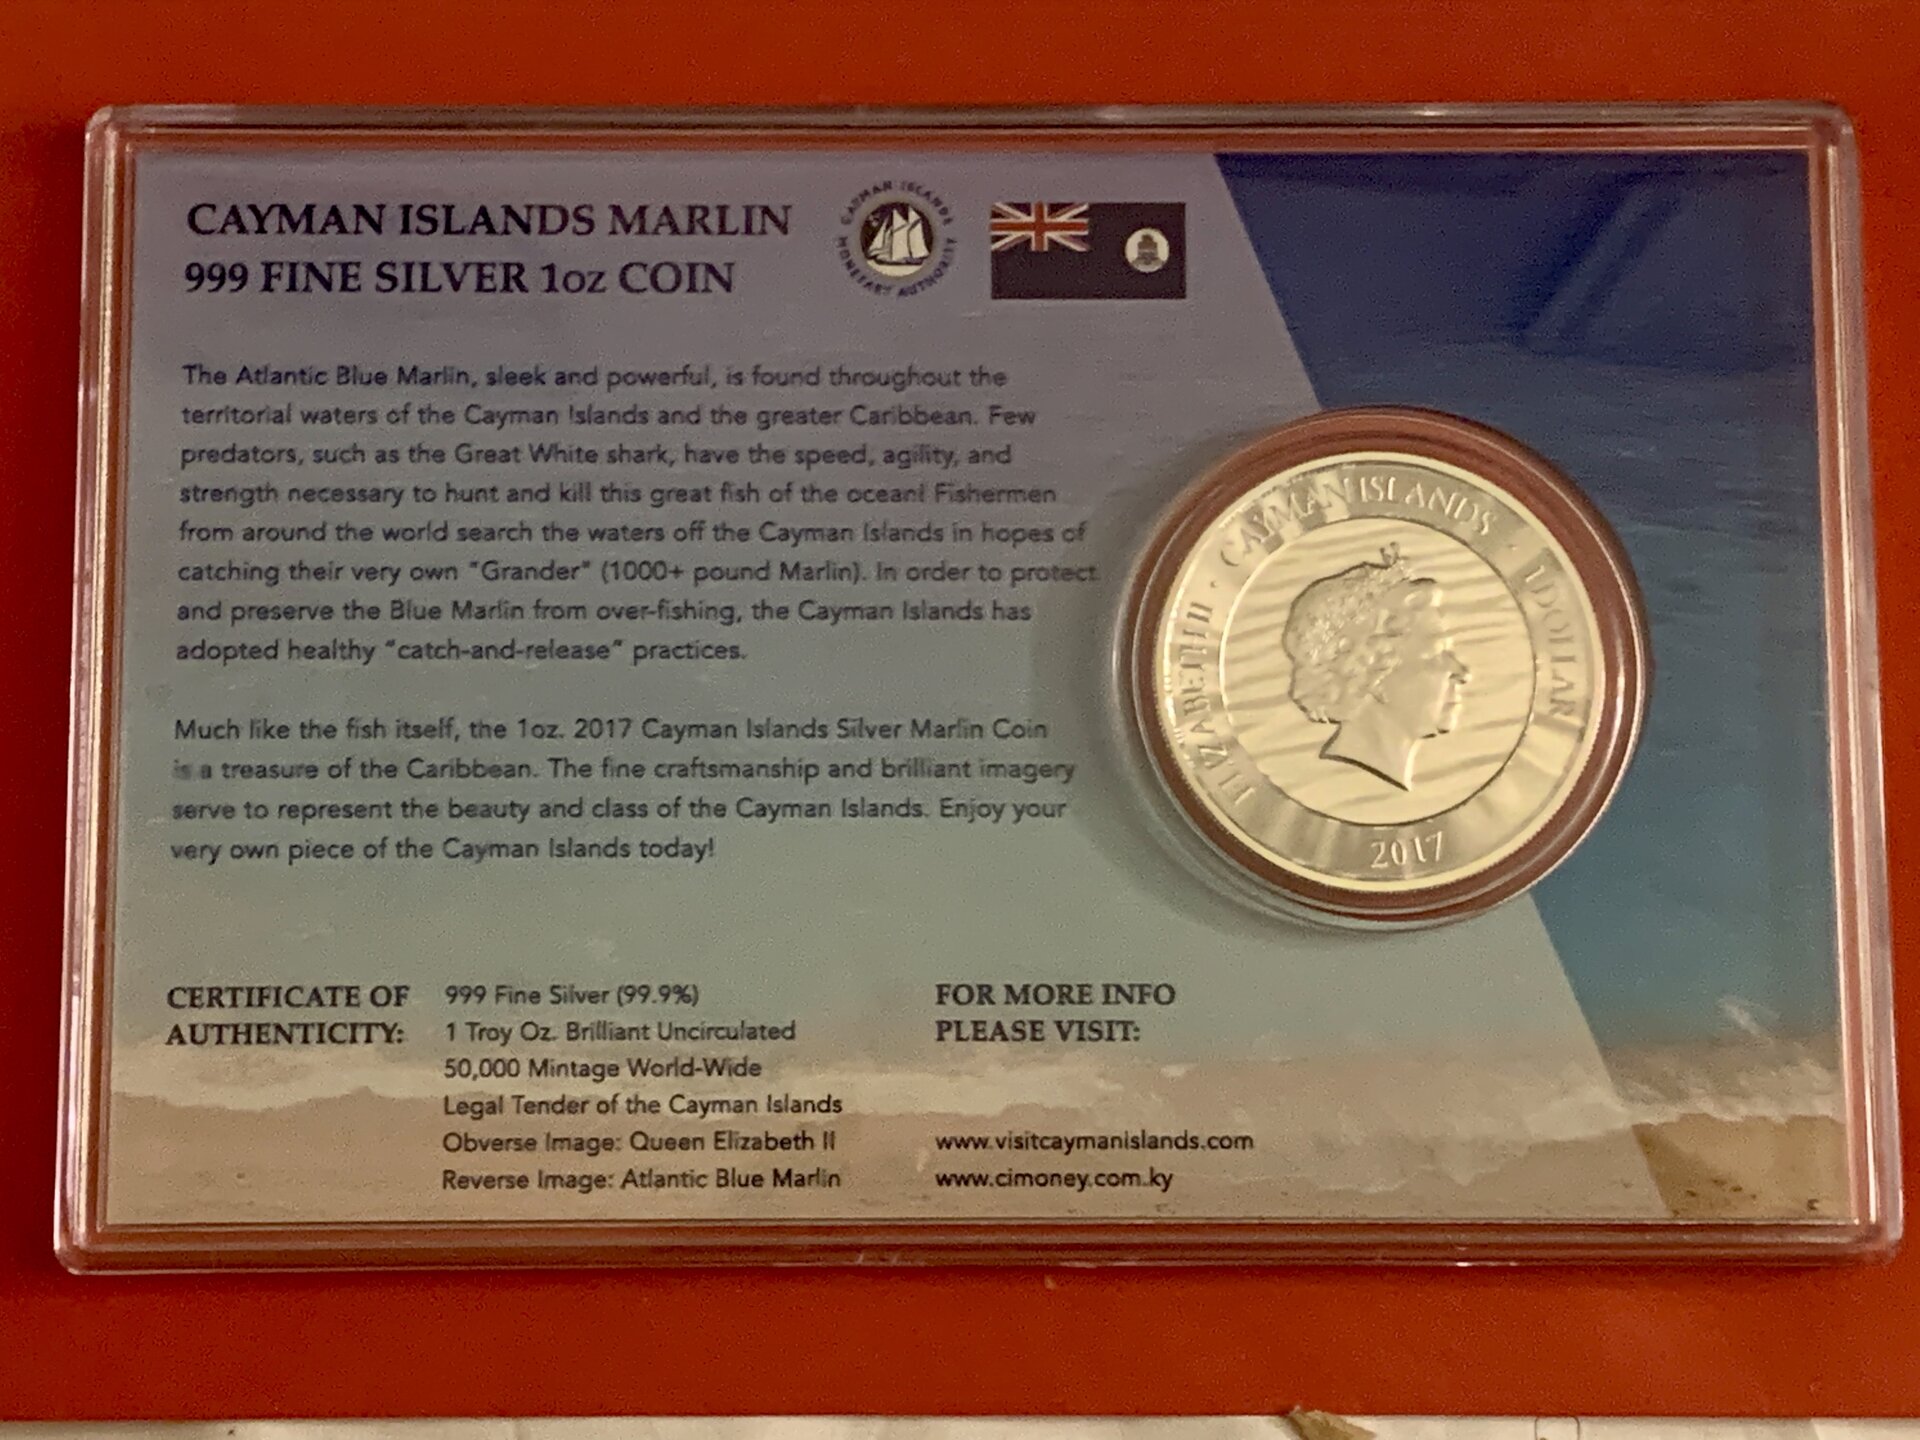 CAYMAN ISLANDS MARLIN
999 FINE SILVER 1oz COIN
CAYMAN ISLANDS
MONETARY AUTHORITY
The Atlantic Blue Marlin, sleek and powerful, is found throughout the
territorial waters of the Cayman Islands and the greater Caribbean. Few
predators, such as the Great White shark, have the speed, agility, and
strength necessary to hunt and kill this great fish of the ocean! Fishermen
from around the world search the waters off the Cayman Islands in hopes of
catching their very own "Grander" (1000+ pound Marlin). In order to protect
and preserve the Blue Marlin from over-fishing, the Cayman Islands has
adopted healthy "catch-and-release" practices.
Much like the fish itself, the 1oz. 2017 Cayman Islands Silver Marlin Coin
is a treasure of the Caribbean. The fine craftsmanship and brilliant imagery
serve to represent the beauty and class of the Cayman Islands. Enjoy your
very own piece of the Cayman Islands today!
ELIZABETH II · CAYMAN ISLANDS · 1 DOLLAR
2017
CERTIFICATE OF
AUTHENTICITY:
999 Fine Silver (99.9%)
1 Troy Oz. Brilliant Uncirculated
50,000 Mintage World-Wide
Legal Tender of the Cayman Islands
Obverse Image: Queen Elizabeth II
Reverse Image: Atlantic Blue Marlin
FOR MORE INFO
PLEASE VISIT:
www.visitcaymanislands.com
www.cimoney.com.ky